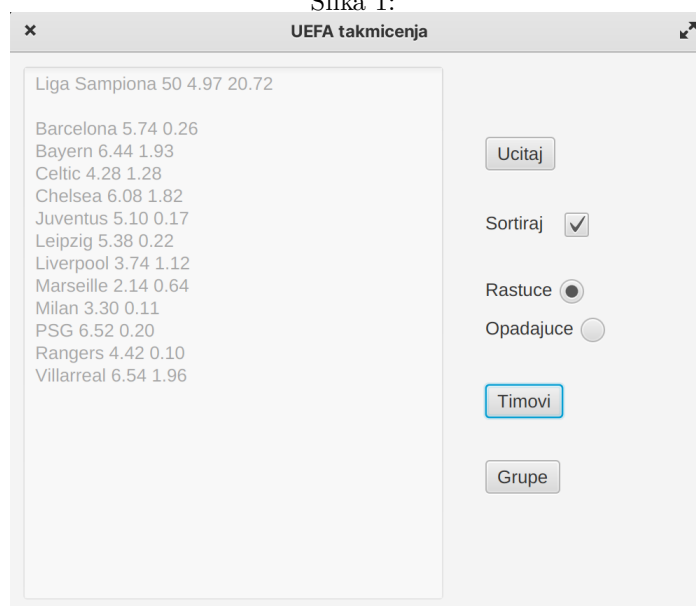 Slika 1:
UEFA takmicenja
Liga Sampiona 50 4.97 20.72
Barcelona 5.74 0.26
Bayern 6.44 1.93
Celtic 4.28 1.28
Chelsea 6.08 1.82
Juventus 5.10 0.17
Leipzig 5.38 0.22
Liverpool 3.74 1.12
Marseille 2.14 0.64
Milan 3.30 0.11
PSG 6.52 0.20
Rangers 4.42 0.10
Villarreal 6.54 1.96
Ucitaj
Sortiraj
Rastuce
Opadajuce
Timovi
Grupe